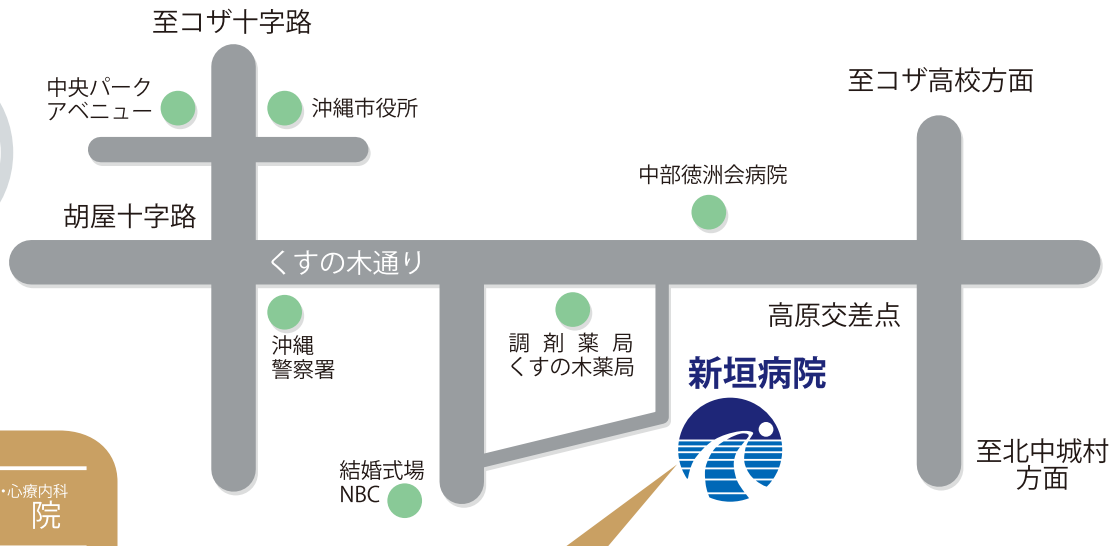 至コザ十字路
中央パーク
アベニュー
沖縄市役所
至コザ高校方面
中部徳洲会病院
胡屋十字路
くすの木通り
高原交差点
沖縄
警察署
調剤薬局
くすの木薬局
新垣病院
結婚式場
NBC
至北中城村
方面
・心療内科
院